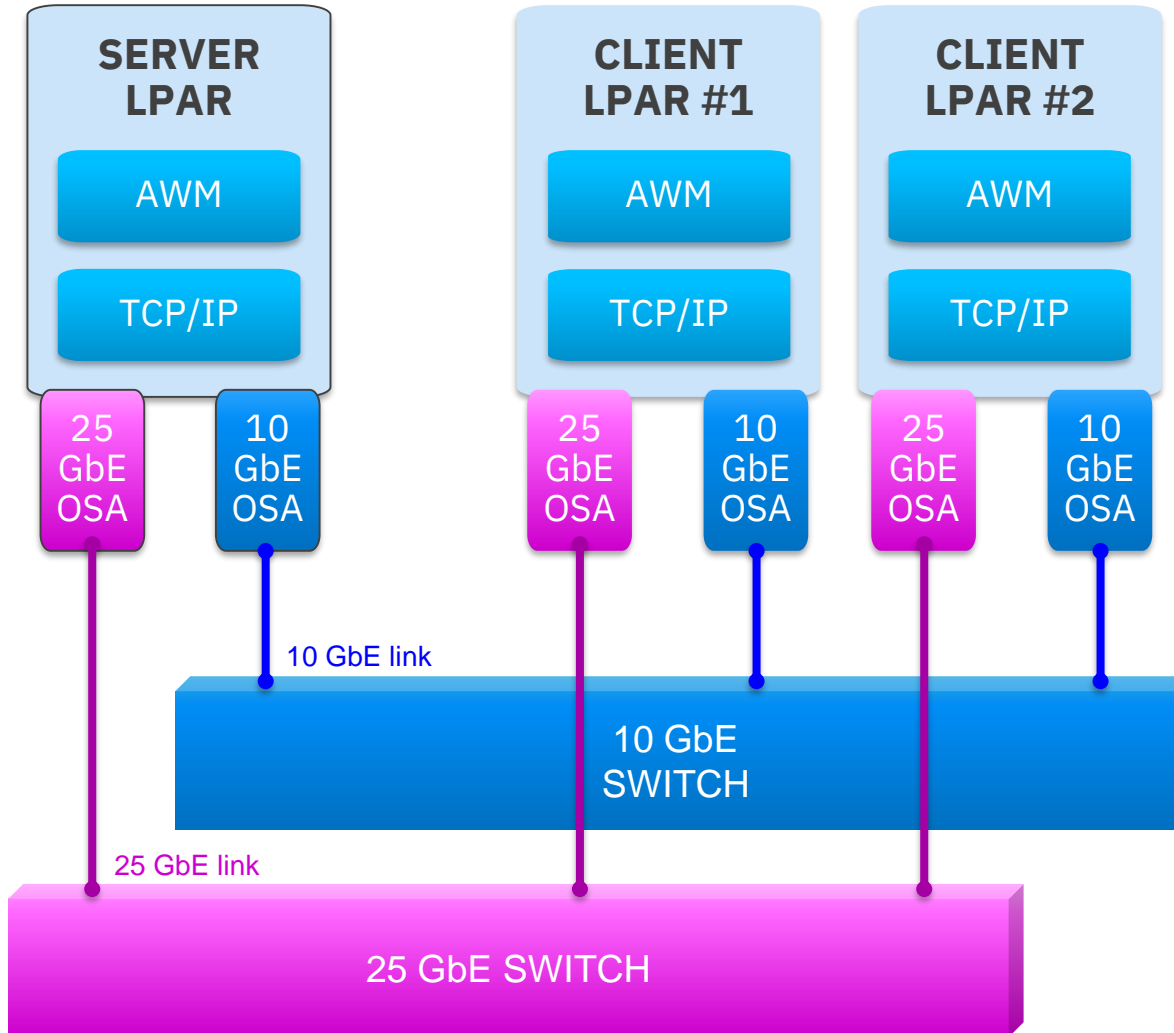 SERVER
LPAR
AWM
TCP/IP
25
GbE
OSA
10
GbE
OSA
CLIENT
LPAR #1
AWM
TCP/IP
25
GbE
OSA
10
GbE
OSA
CLIENT
LPAR #2
AWM
TCP/IP
25
GbE
OSA
10
GbE
OSA
10 GbE link
10 GbE
SWITCH
25 GbE link
25 GbE SWITCH